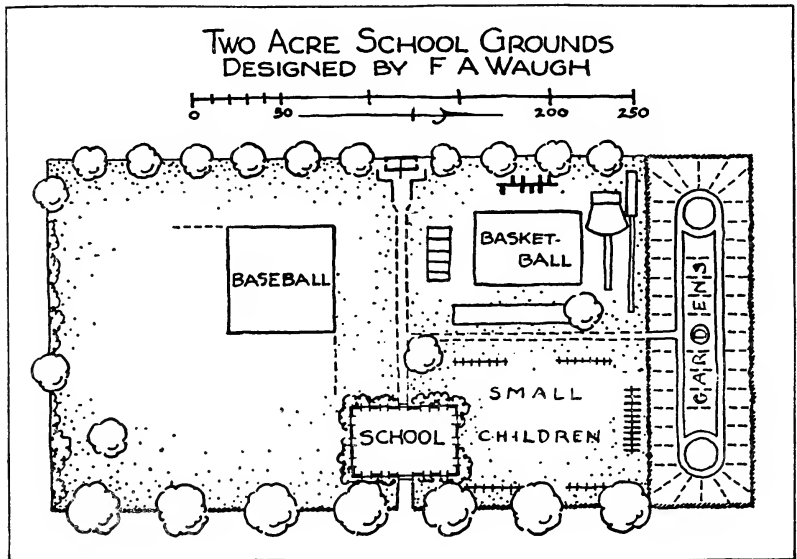 TWO ACRE SCHOOL GROUNDS
DESIGNED BY F A WAUGH
0 50 200 250
BASEBALL
BASKET-
BALL
GARDENS
SMALL
CHILDREN
SCHOOL